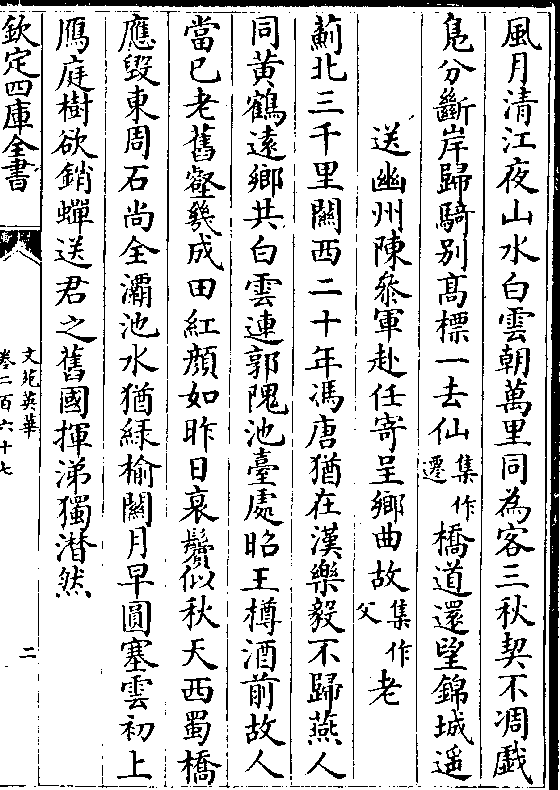 風月清江夜山水白雲朝萬里同為客三秋契不凋戯
鳬分斷岸歸騎别髙標一去仙集作遷橋道還望錦城遥
送幽州陳叅軍赴任寄呈鄉曲故集作父老
薊北三千里關西二十年馮唐猶在漢樂毅不歸燕人
同黄鶴遠鄉共白雲連郭隗池臺處昭王樽酒前故人
當已老舊壑幾成田紅顔如昨日衰鬢似秋天西蜀橋
應毀東周石尚全灞池水猶緑榆關月早圓塞雲初上
鴈庭樹欲銷蟬送君之舊國揮涕獨潸然
欽定四庫全書
文苑英華
卷二百六十七
二